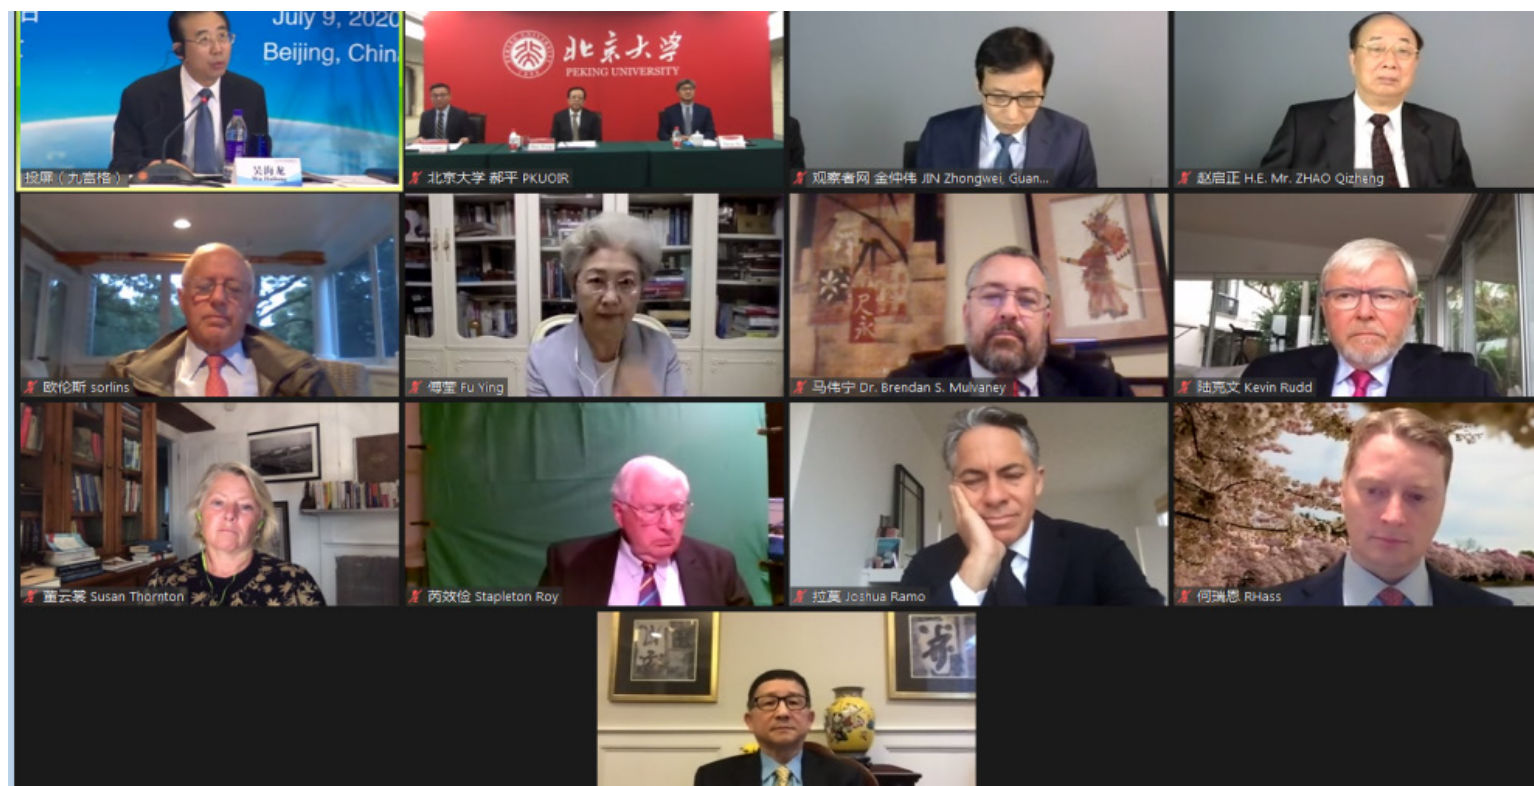 July 9, 2020
Beijing, China
吴海龙
投屏（九宫格）
北京大学
PEKING UNIVERSITY
北京大学 郝平 PKUOIR
观察者网 金仲伟 JIN Zhongwei, Guan...
赵启正 H.E. Mr. ZHAO Qizheng
欧伦斯 sorlins
傅莹 Fu Ying
马伟宁 Dr. Brendan S. Mulvaney
陆克文 Kevin Rudd
董云裳 Susan Thornton
芮效俭 Stapleton Roy
拉莫 Joshua Ramo
何瑞恩 RHass